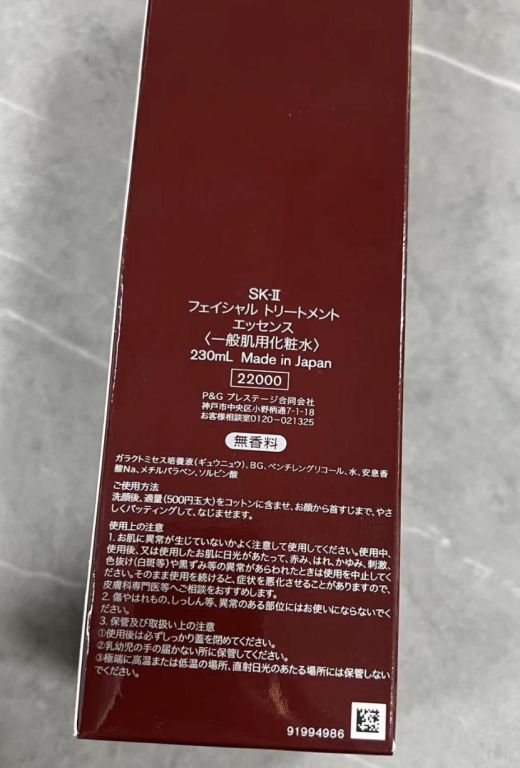 SK-II
フェイシャル トリートメント
エッセンス
〈一般肌用化粧水〉
230mL Made in Japan
22000
P&G プレステージ合同会社
神戸市中央区小野柄通7-1-18
お客様相談室0120-021325
無香料
ガラクトミセス培養液(ギュウニュウ)、BG、ペンチレングリコール、水、安息香
酸Na、メチルパラベン、ソルビン酸
ご使用方法
洗顔後、適量(500円玉大)をコットンに含ませ、お顔から首すじまで、やさ
しくパッティングして、なじませます。
使用上の注意
1. お肌に異常が生じていないかよく注意して使用してください。使用中、
使用後、又は使用したお肌に日光があたって、赤み、はれ、かゆみ、刺激、
色抜け(白斑等)や黒ずみ等の異常があらわれたときは使用を中止してく
ださい。そのまま使用を続けると、症状を悪化させることがありますので、
皮膚科専門医等へご相談をおすすめします。
2. 傷やはれもの、しっしん等、異常のある部位にはお使いにならないでく
ださい。
3. 保管及び取扱い上の注意
①使用後は必ずしっかり蓋を閉めてください。
②乳幼児の手の届かない所に保管してください。
③極端に高温または低温の場所、直射日光のあたる場所には保管しない
でください。
91994986